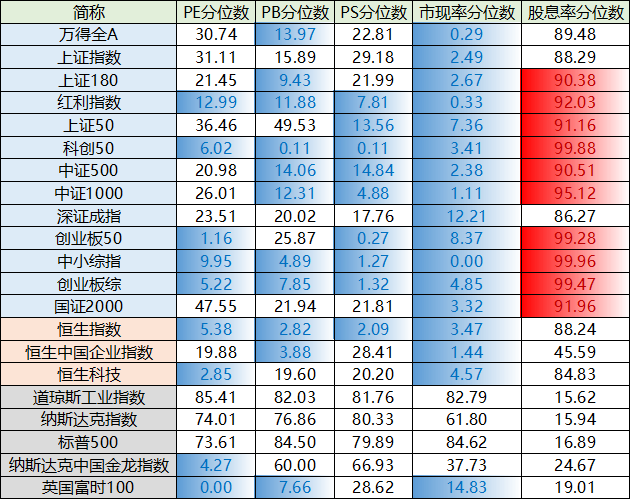 简称 PE分位数 PB分位数 PS分位数 市现率分位数 股息率分位数
万得全A 30.74 13.97 22.81 0.29 89.48
上证指数 31.11 15.89 29.18 2.49 88.29
上证180 21.45 9.43 21.99 2.67 90.38
红利指数 12.99 11.88 7.81 0.33 92.03
上证50 36.46 49.53 13.56 7.36 91.16
科创50 6.02 0.11 0.11 3.41 99.88
中证500 20.98 14.06 14.84 2.38 90.51
中证1000 26.01 12.31 4.88 1.11 95.12
深证成指 23.51 20.02 17.76 12.21 86.27
创业板50 1.16 25.87 0.27 8.37 99.28
中小综指 9.95 4.89 1.27 0.00 99.96
创业板综 5.22 7.85 1.32 4.85 99.47
国证2000 47.55 21.94 21.81 3.32 91.96
恒生指数 5.38 2.82 2.09 3.47 88.24
恒生中国企业指数 19.88 3.88 28.41 1.44 45.59
恒生科技 2.85 19.60 20.20 4.57 84.83
道琼斯工业指数 85.41 82.03 81.76 82.79 15.62
纳斯达克指数 74.01 76.86 80.33 61.80 15.94
标普500 73.61 84.50 79.89 84.62 16.89
纳斯达克中国金龙指数 4.27 60.00 66.93 37.73 24.67
英国富时100 0.00 7.66 28.62 14.83 19.01